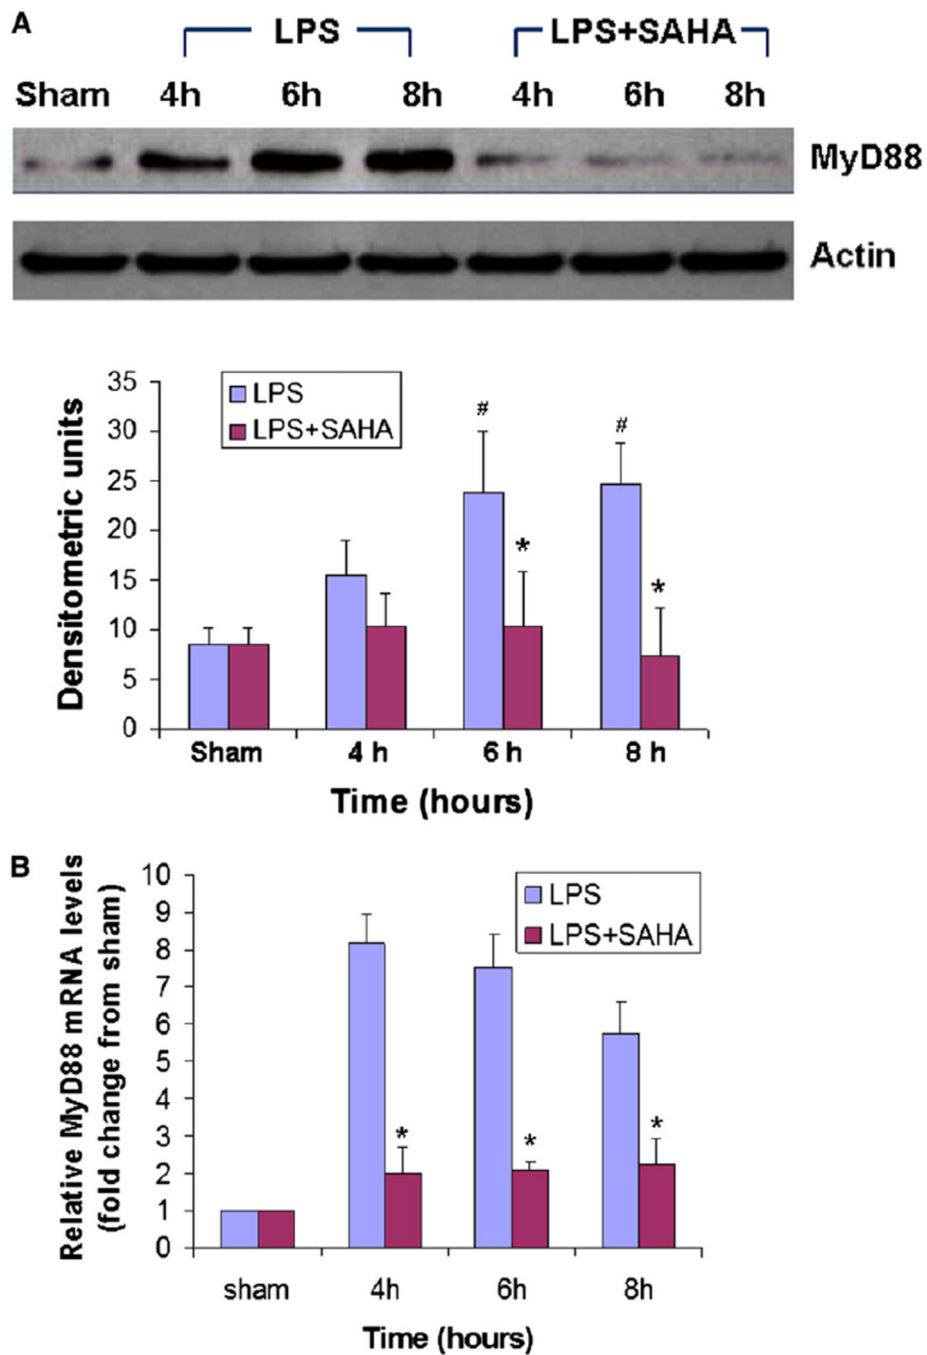 A
LPS LPS+SAHA
Sham 4h 6h 8h 4h 6h 8h
MyD88
Actin
Densitometric units
35
30
25
20
15
10
5
0
LPS
LPS+SAHA
#
#
*
*
Sham 4 h 6 h 8 h
Time (hours)
B
Relative MyD88 mRNA levels
(fold change from sham)
10
9
8
7
6
5
4
3
2
1
0
LPS
LPS+SAHA
*
*
*
sham 4h 6h 8h
Time (hours)